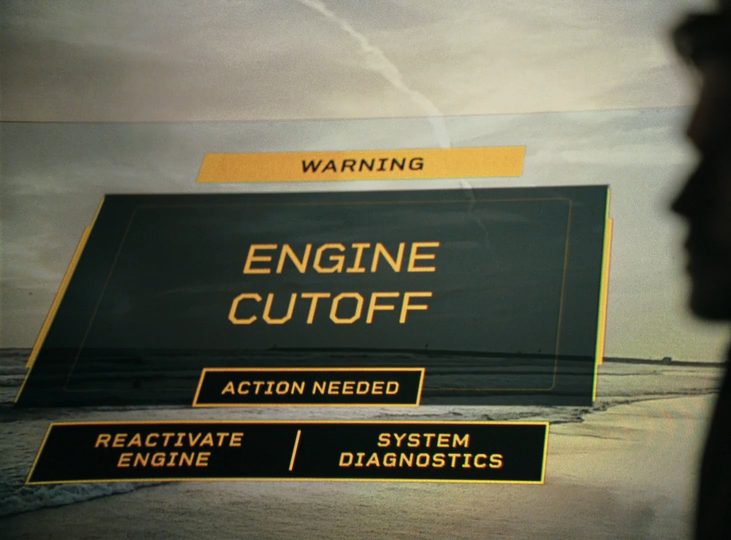 WARNING
ENGINE
CUTOFF
ACTION NEEDED
REACTIVATE
ENGINE
SYSTEM
DIAGNOSTICS